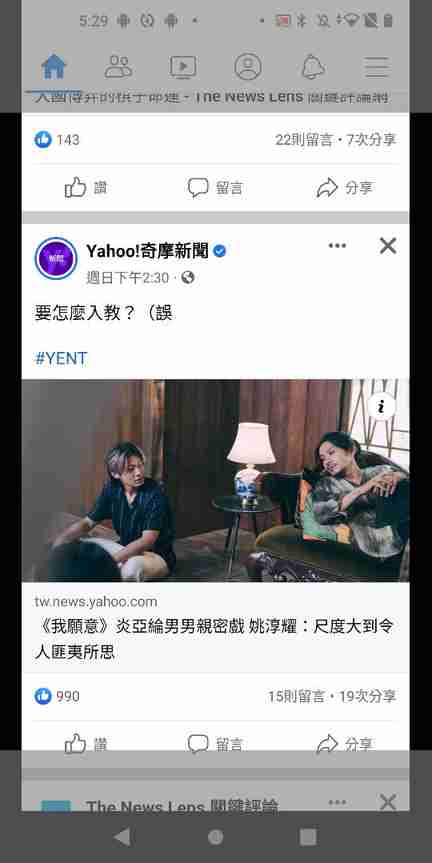 5:29
The News Lens 關鍵評論網
143
22則留言・7次分享
讚
留言
分享
新聞
Yahoo!奇摩新聞
週日下午2:30
要怎麼入教？（誤
#YENT
i
tw.news.yahoo.com
《我願意》炎亞綸男男親密戲 姚淳耀：尺度大到令
人匪夷所思
990
15則留言・19次分享
讚
留言
分享
The News Lens 關鍵評論